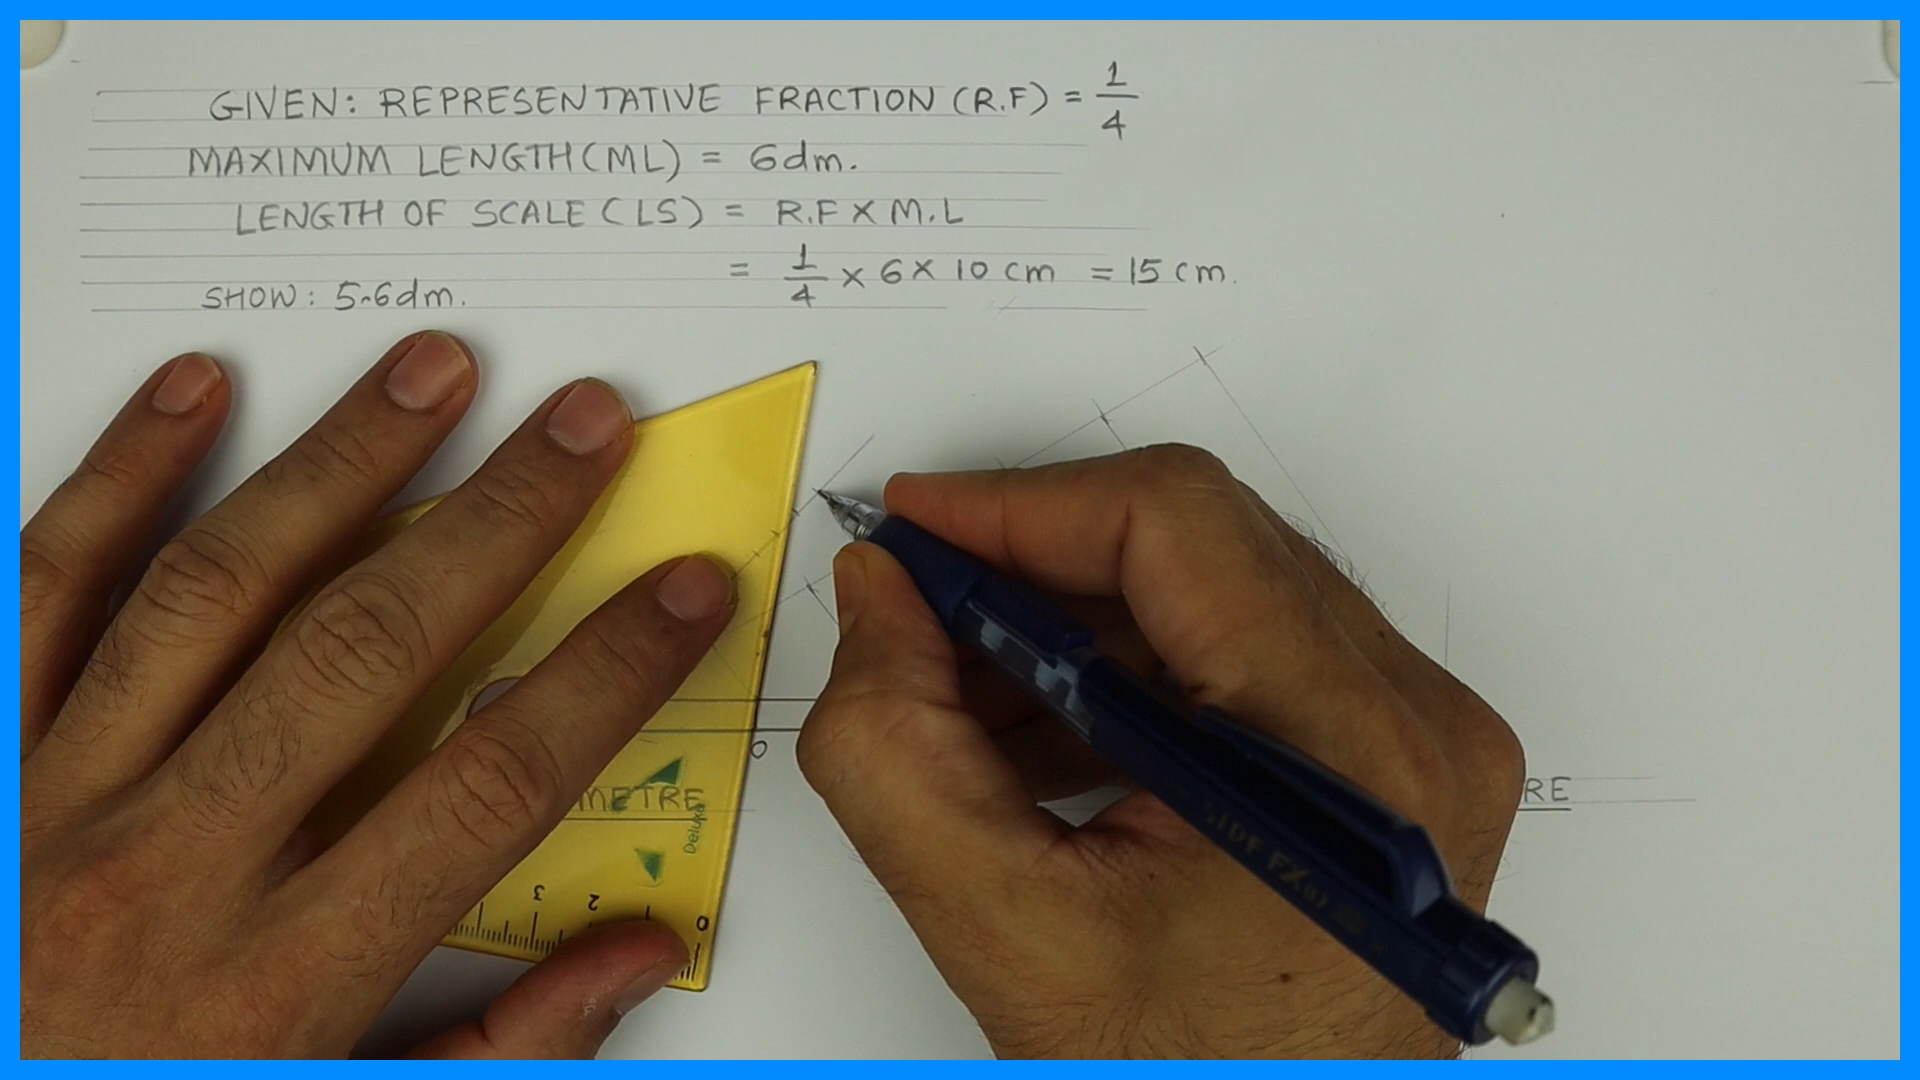 GIVEN: REPRESENTATIVE FRACTION (R.F) = 1/4
MAXIMUM LENGTH (ML) = 6dm.
LENGTH OF SCALE (LS) = R.F X M.L
= 1/4 x 6 x 10 cm = 15 cm.
SHOW: 5.6dm.
0
METRE
RE
Deluxe
3 2 1 0